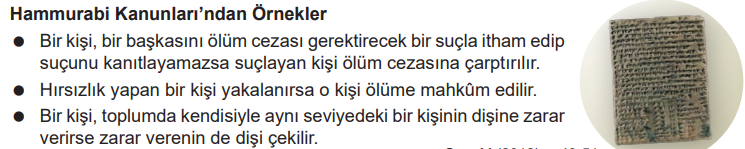 Hammurabi Kanunları’ndan Örnekler
● Bir kişi, bir başkasını ölüm cezası gerektirecek bir suçla itham edip
suçunu kanıtlayamazsa suçlayan kişi ölüm cezasına çarptırılır.
● Hırsızlık yapan bir kişi yakalanırsa o kişi ölüme mahkûm edilir.
● Bir kişi, toplumda kendisiyle aynı seviyedeki bir kişinin dişine zarar
verirse zarar verenin de dişi çekilir.